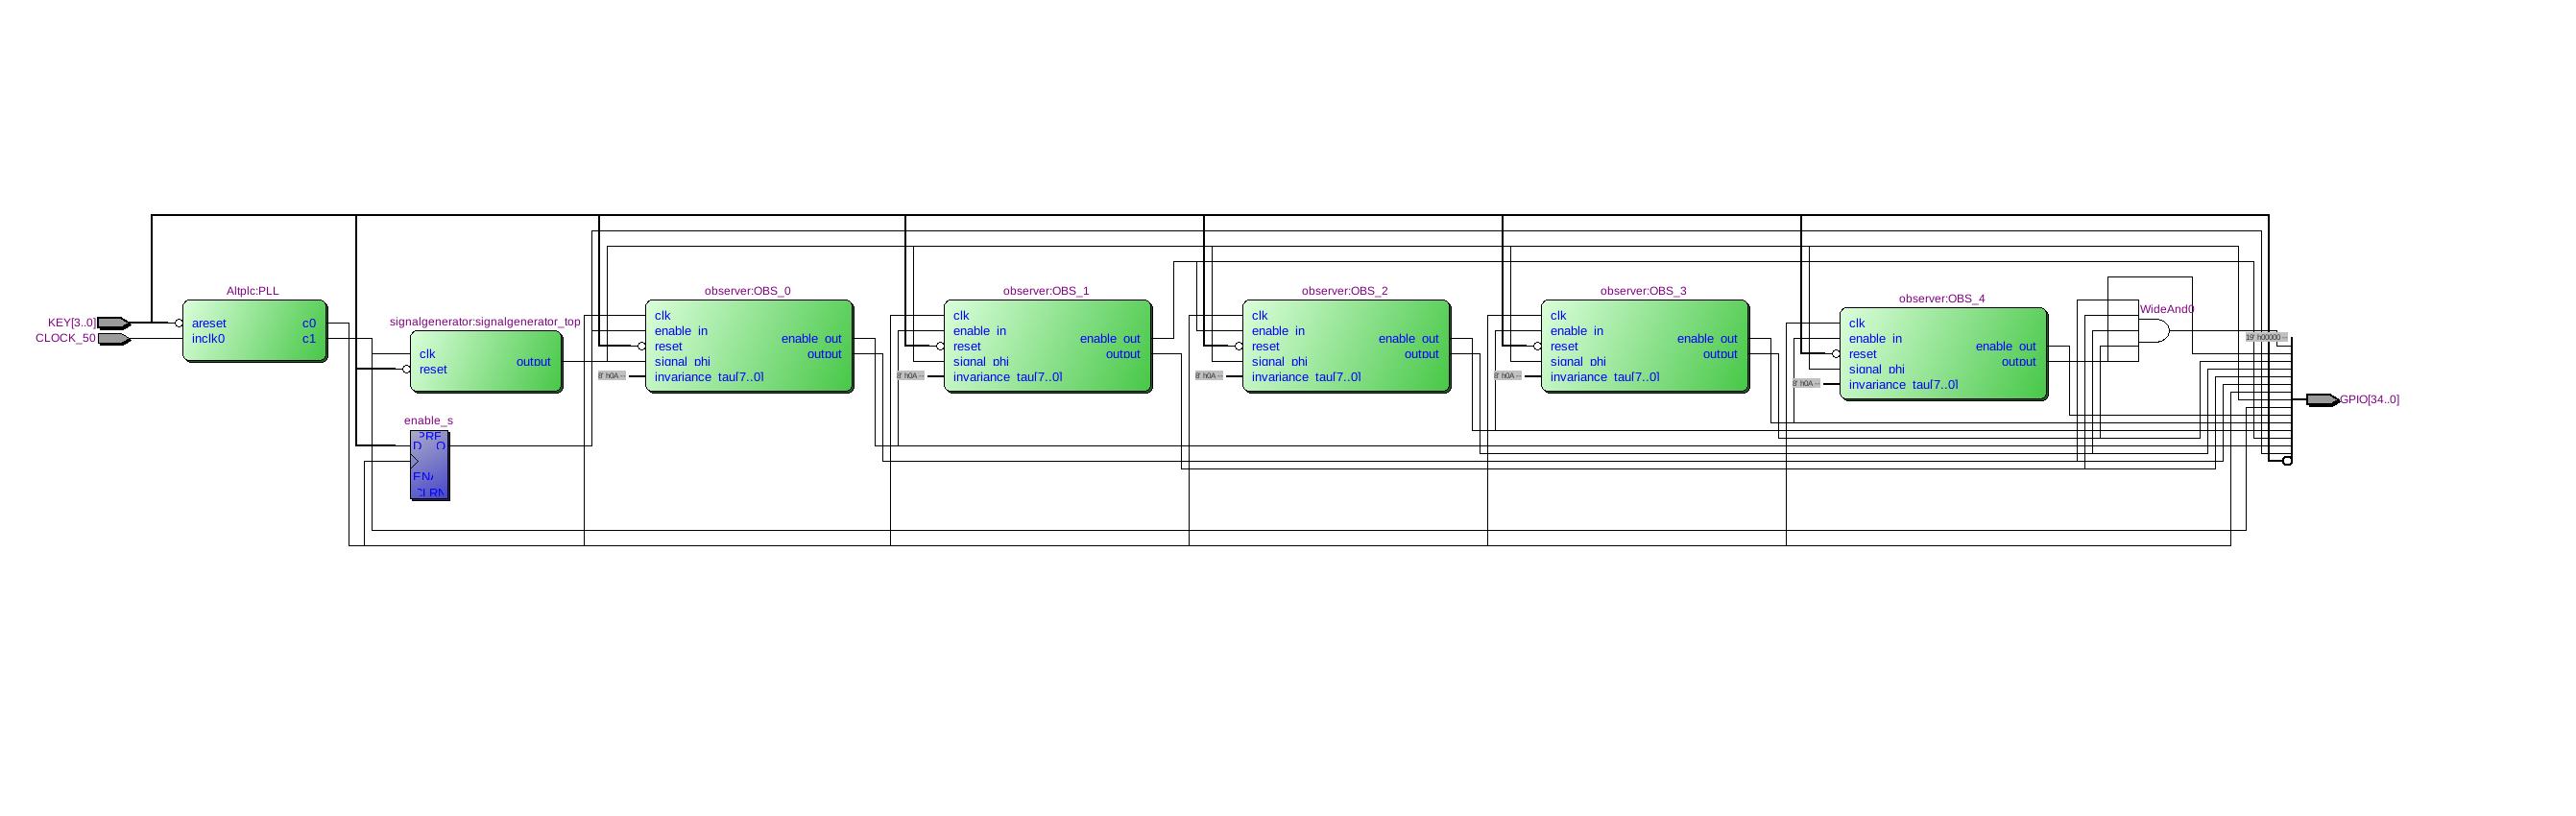 KEY[3..0]
CLOCK_50
Altplc:PLL
areset
inclk0
c0
c1
signalgenerator:signalgenerator_top
clk
reset
output
enable_s
PRE
D
Q
ENA
CLRN
observer:OBS_0
clk
enable_in
reset
signal_phi
invariance_tau[7..0]
enable_out
output
8' h0A --
observer:OBS_1
clk
enable_in
reset
signal_phi
invariance_tau[7..0]
enable_out
output
8' h0A --
observer:OBS_2
clk
enable_in
reset
signal_phi
invariance_tau[7..0]
enable_out
output
8' h0A --
observer:OBS_3
clk
enable_in
reset
signal_phi
invariance_tau[7..0]
enable_out
output
8' h0A --
observer:OBS_4
clk
enable_in
reset
signal_phi
invariance_tau[7..0]
enable_out
output
8' h0A --
WideAnd0
19' h00000 --
GPIO[34..0]